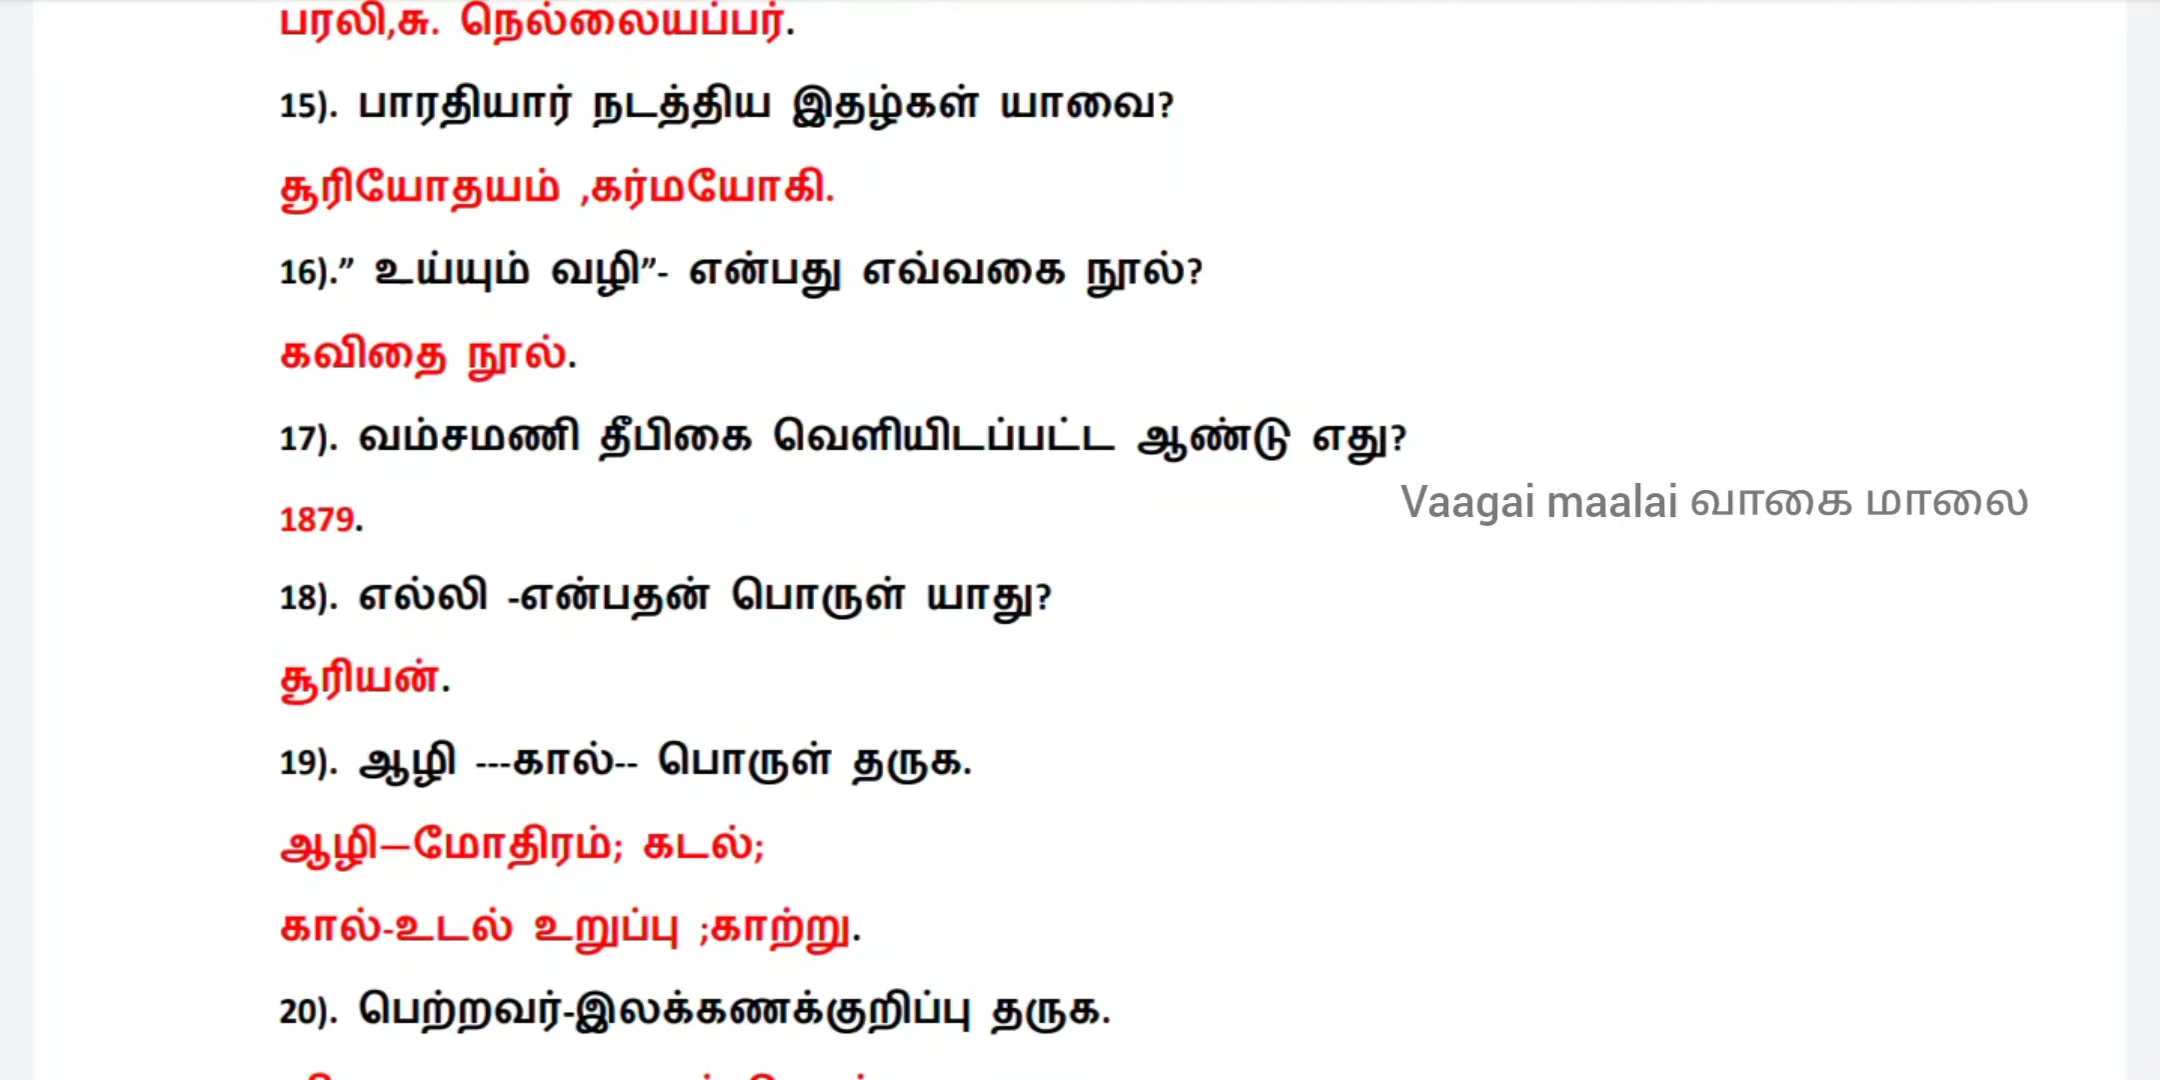 பரலி,சு. நெல்லையப்பர்.
15). பாரதியார் நடத்திய இதழ்கள் யாவை?
சூரியோதயம் ,கர்மயோகி.
16).” உய்யும் வழி”- என்பது எவ்வகை நூல்?
கவிதை நூல்.
17). வம்சமணி தீபிகை வெளியிடப்பட்ட ஆண்டு எது?
Vaagai maalai வாகை மாலை
1879.
18). எல்லி -என்பதன் பொருள் யாது?
சூரியன்.
19). ஆழி ---கால்-- பொருள் தருக.
ஆழி—மோதிரம்; கடல்;
கால்-உடல் உறுப்பு ;காற்று.
20). பெற்றவர்-இலக்கணக்குறிப்பு தருக.